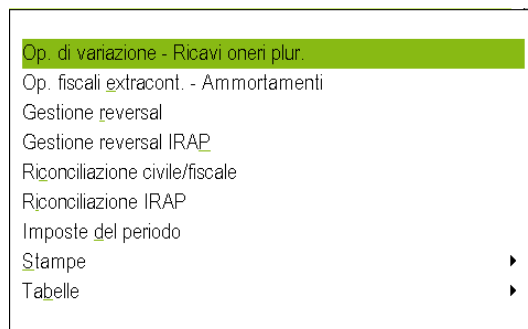 Op. di variazione - Ricavi oneri plur.
Op. fiscali extracont. - Ammortamenti
Gestione reversal
Gestione reversal IRAP
Riconciliazione civile/fiscale
Riconciliazione IRAP
Imposte del periodo
Stampe
Tabelle